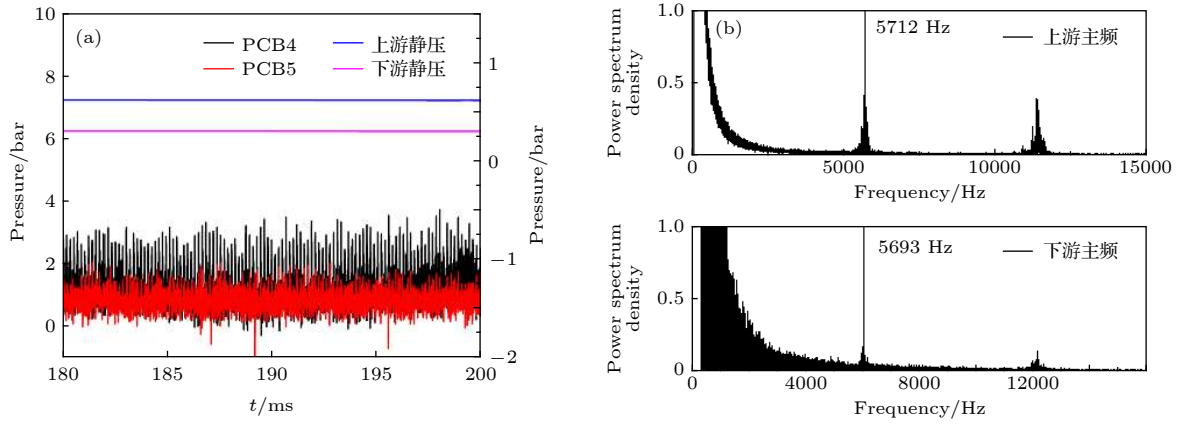 (a)
PCB4
上游静压
PCB5
下游静压
10
8
6
4
2
0
Pressure/bar
1
0
−1
−2
Pressure/bar
180
185
190
195
200
t/ms
(b)
5712 Hz
上游主频
1.0
0.5
0
Power spectrum
density
5000
10000
15000
Frequency/Hz
5693 Hz
下游主频
1.0
0.5
0
Power spectrum
density
4000
8000
12000
Frequency/Hz